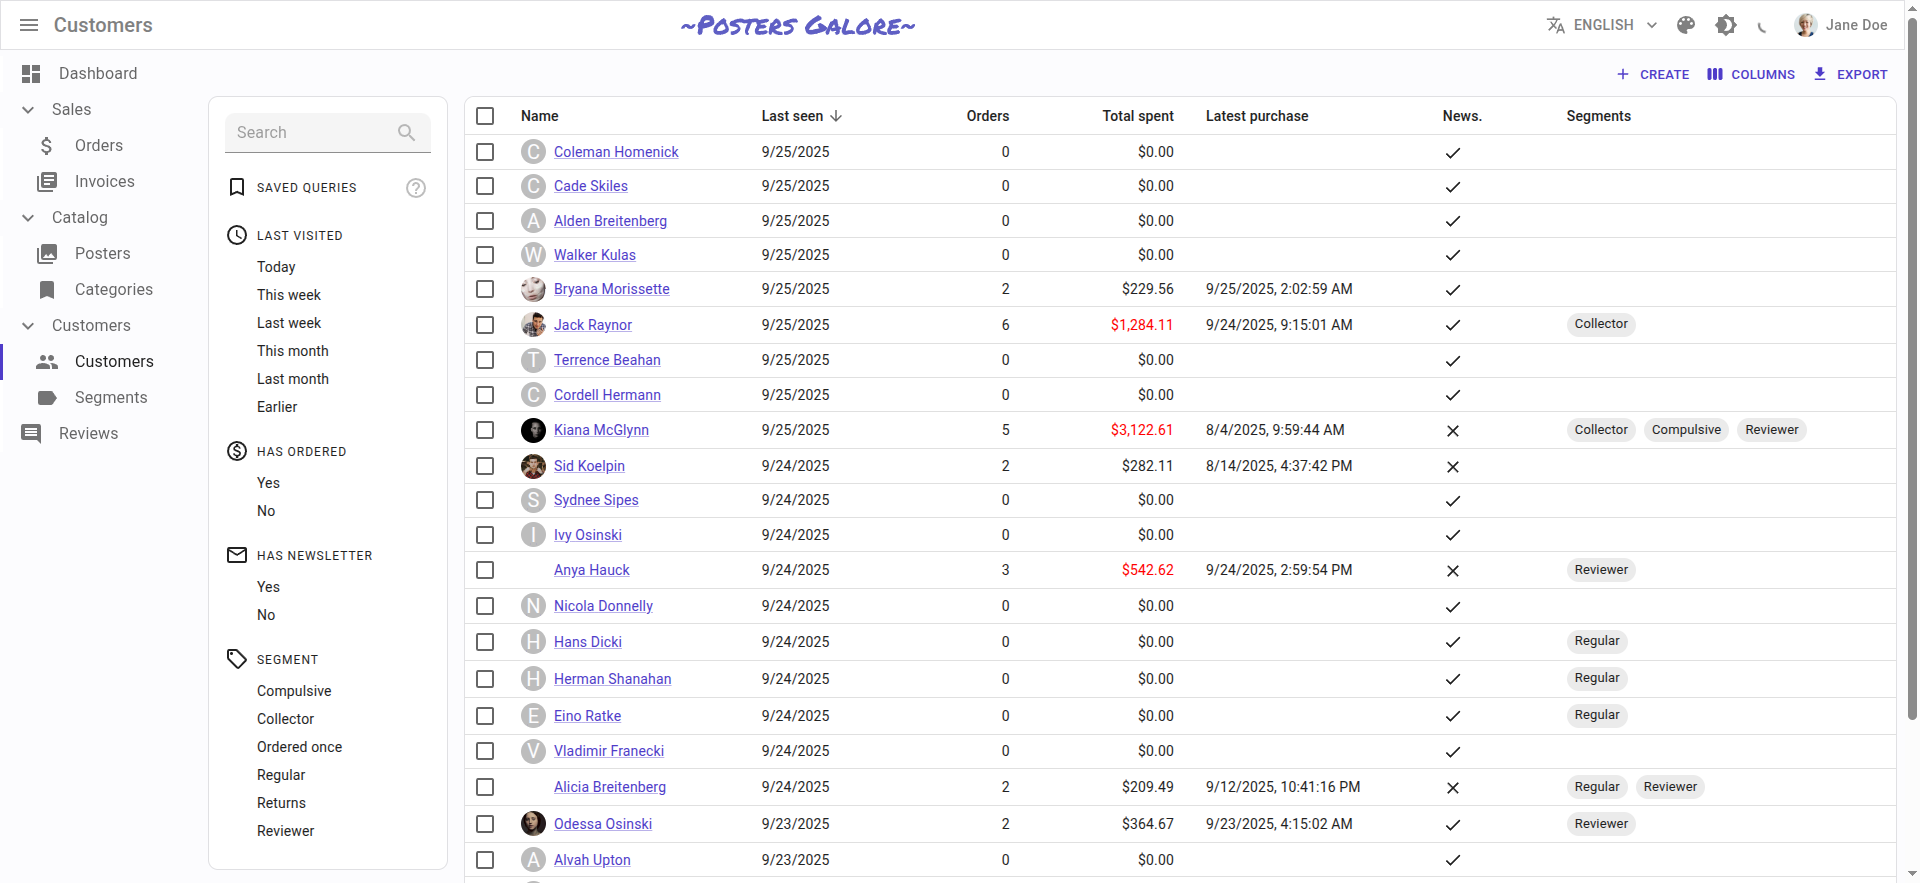 Customers
~Posters Galore~
ENGLISH
Jane Doe
Dashboard
Sales
Orders
Invoices
Catalog
Posters
Categories
Customers
Customers
Segments
Reviews
CREATE COLUMNS EXPORT
Search
SAVED QUERIES
LAST VISITED
Today
This week
Last week
This month
Last month
Earlier
HAS ORDERED
Yes
No
HAS NEWSLETTER
Yes
No
SEGMENT
Compulsive
Collector
Ordered once
Regular
Returns
Reviewer
Name Last seen Orders Total spent Latest purchase News. Segments
C Coleman Homenick 9/25/2025 0 $0.00
C Cade Skiles 9/25/2025 0 $0.00
A Alden Breitenberg 9/25/2025 0 $0.00
W Walker Kulas 9/25/2025 0 $0.00
Bryana Morissette 9/25/2025 2 $229.56 9/25/2025, 2:02:59 AM
Jack Raynor 9/25/2025 6 $1,284.11 9/24/2025, 9:15:01 AM Collector
T Terrence Beahan 9/25/2025 0 $0.00
C Cordell Hermann 9/25/2025 0 $0.00
Kiana McGlynn 9/25/2025 5 $3,122.61 8/4/2025, 9:59:44 AM Collector Compulsive Reviewer
Sid Koelpin 9/24/2025 2 $282.11 8/14/2025, 4:37:42 PM
S Sydnee Sipes 9/24/2025 0 $0.00
I Ivy Osinski 9/24/2025 0 $0.00
Anya Hauck 9/24/2025 3 $542.62 9/24/2025, 2:59:54 PM Reviewer
N Nicola Donnelly 9/24/2025 0 $0.00
H Hans Dicki 9/24/2025 0 $0.00 Regular
H Herman Shanahan 9/24/2025 0 $0.00 Regular
E Eino Ratke 9/24/2025 0 $0.00 Regular
V Vladimir Franecki 9/24/2025 0 $0.00
Alicia Breitenberg 9/24/2025 2 $209.49 9/12/2025, 10:41:16 PM Regular Reviewer
Odessa Osinski 9/23/2025 2 $364.67 9/23/2025, 4:15:02 AM Reviewer
A Alvah Upton 9/23/2025 0 $0.00